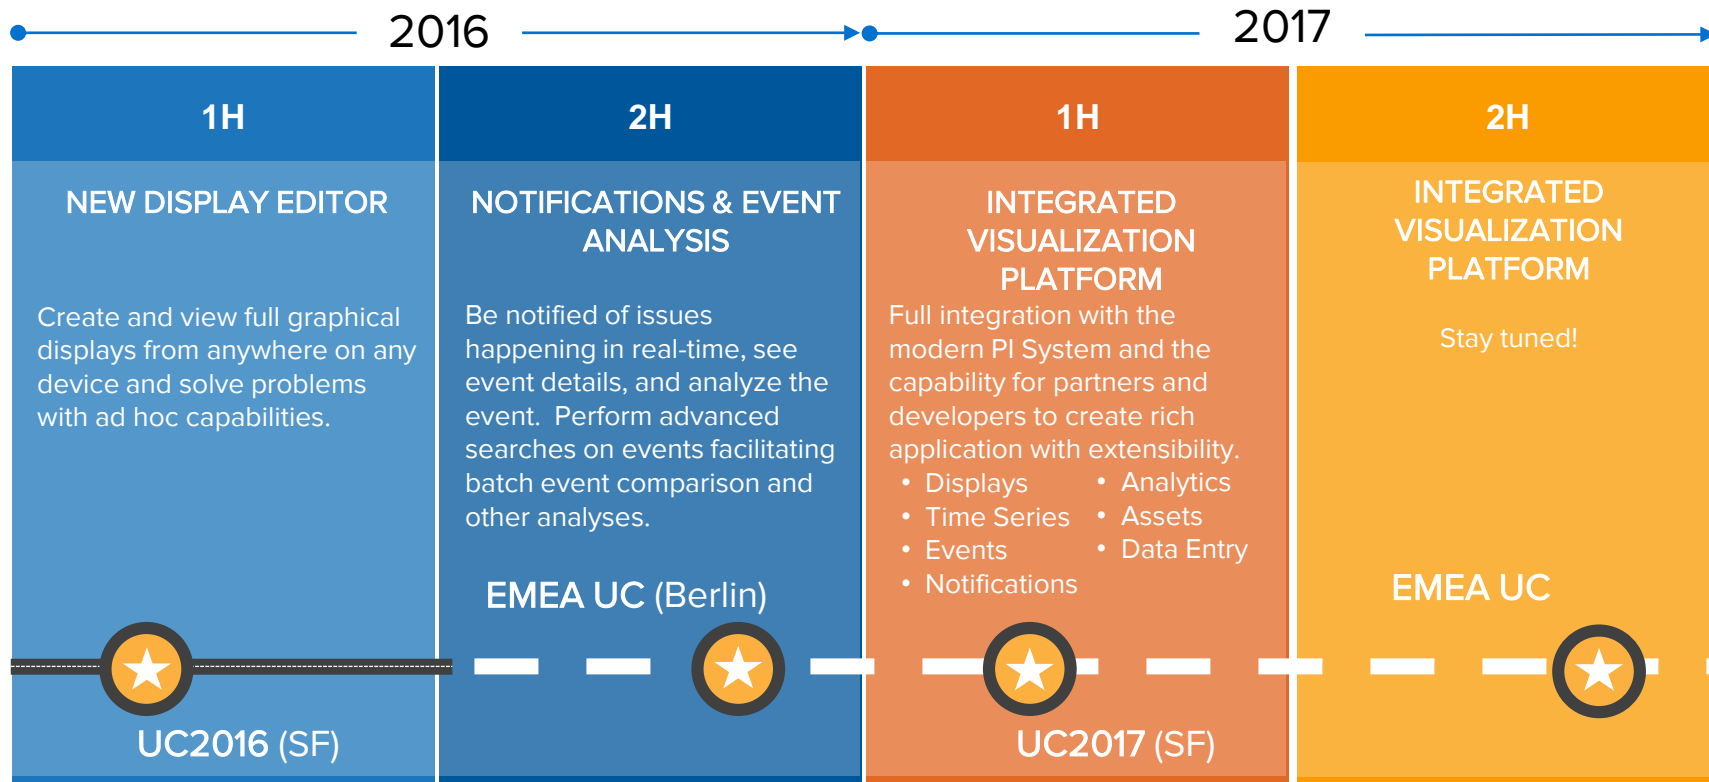 2016
2017
1H
2H
1H
2H
NEW DISPLAY EDITOR
Create and view full graphical
displays from anywhere on any
device and solve problems
with ad hoc capabilities.
UC2016 (SF)
NOTIFICATIONS & EVENT
ANALYSIS
Be notified of issues
happening in real-time, see
event details, and analyze the
event.  Perform advanced
searches on events facilitating
batch event comparison and
other analyses.
EMEA UC (Berlin)
INTEGRATED
VISUALIZATION
PLATFORM
Full integration with the
modern PI System and the
capability for partners and
developers to create rich
application with extensibility.
• Displays
• Time Series
• Events
• Notifications
• Analytics
• Assets
• Data Entry
UC2017 (SF)
INTEGRATED
VISUALIZATION
PLATFORM
Stay tuned!
EMEA UC